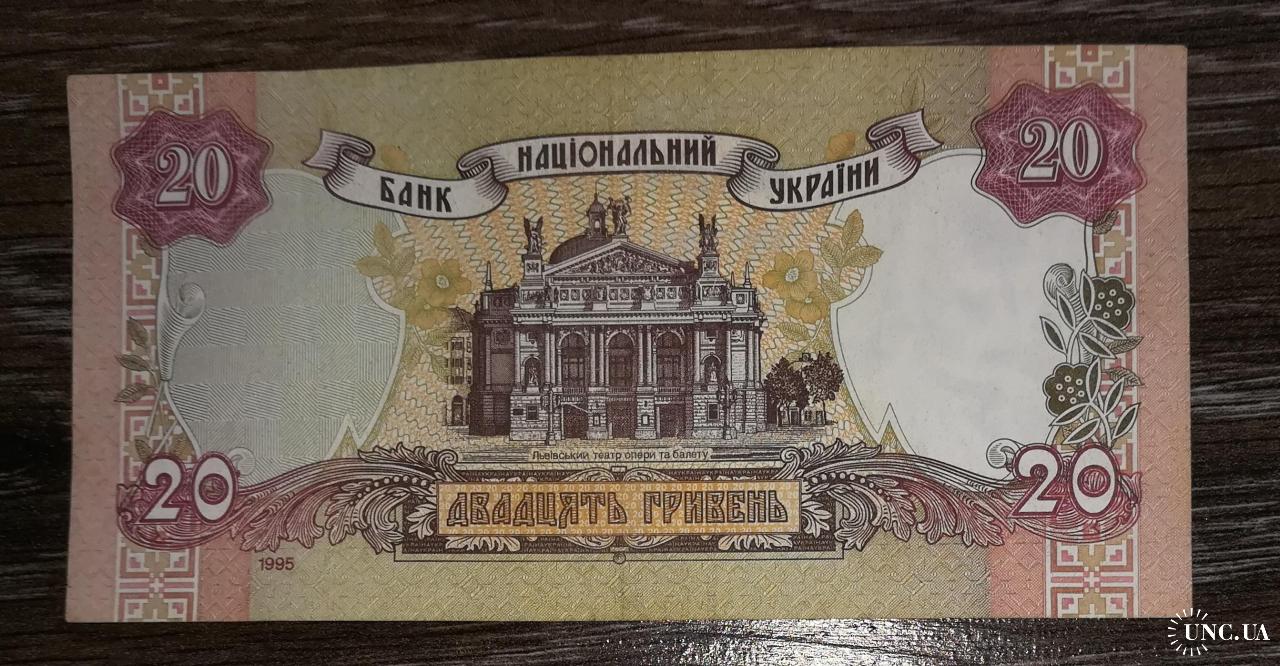 20
20
БАНК
НАЦІОНАЛЬНИЙ
УКРАЇНИ
Львівський театр опери та балету
20
ДВАДЦЯТЬ ГРИВЕНЬ
20
1995
UNC.UA